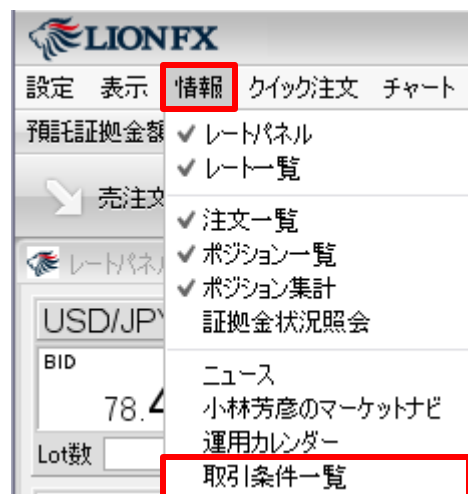 LION FX
設定 表示 情報 クイック注文 チャート
預託証拠金額
売注文
レートパネル
USD/JPY
BID
78.4
Lot数
✓ レートパネル
✓ レート一覧
✓ 注文一覧
✓ ポジション一覧
✓ ポジション集計
証拠金状況照会
ニュース
小林芳彦のマーケットナビ
運用カレンダー
取引条件一覧